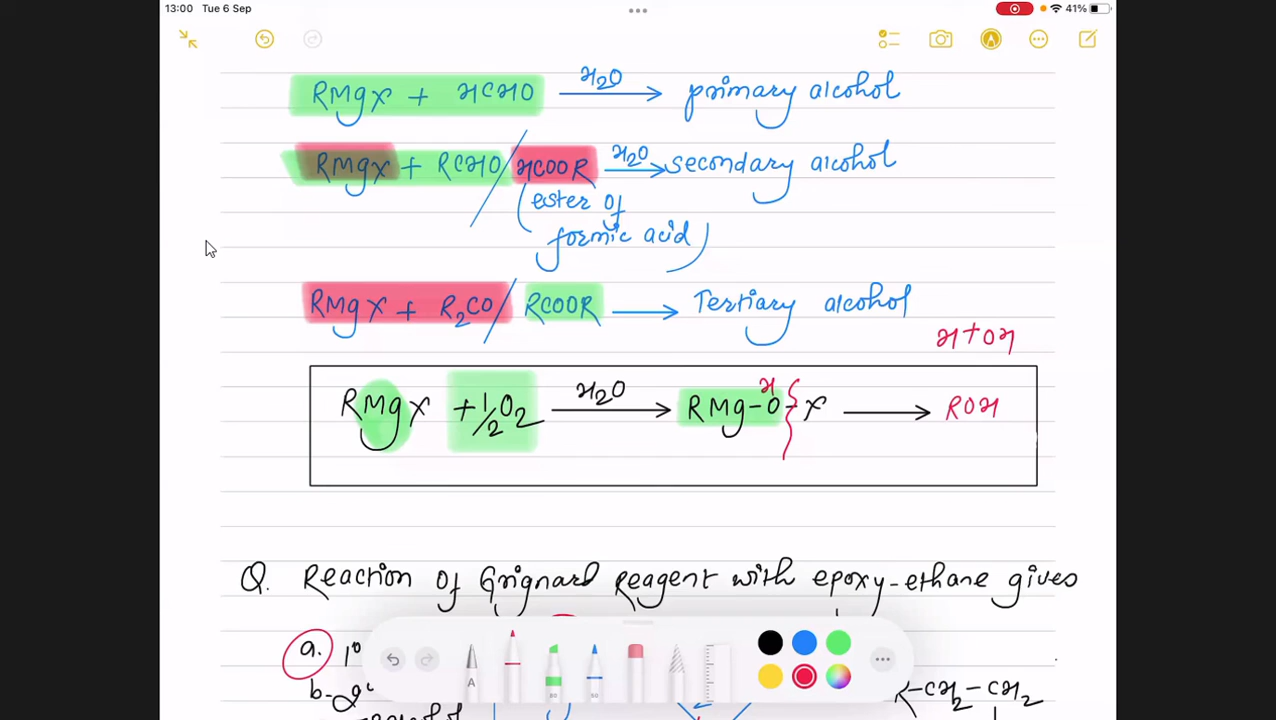 13:00 Tue 6 Sep
41%
RMgX + HCHO H2O → primary alcohol
RMgX + RCHO / HCOOR H2O → secondary alcohol
(ester of
formic acid)
RMgX + R2CO / RCOOR → Tertiary alcohol
H+OH
RMgX + 1/2O2 H2O → RMg-O-X → ROH
H
Q. Reaction of Grignard Reagent with epoxy-ethane gives
a. 1°
b. 2°
-CH2-CH2